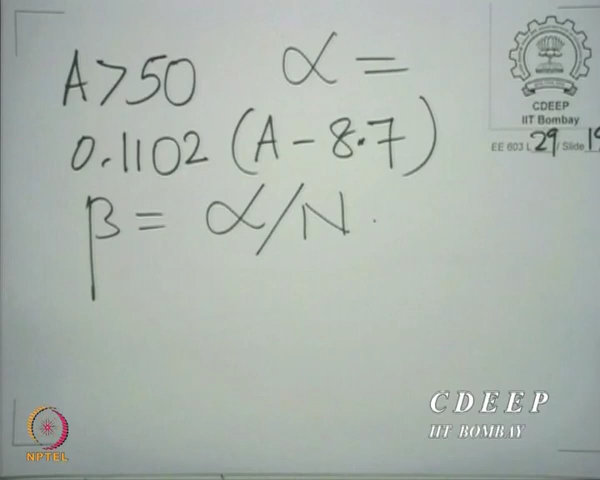 A > 50 α =
0.1102 (A - 8.7)
β = α/N.
CDEEP
IIT Bombay
EE 603 L 29 / Slide 19
CDEEP
IIT BOMBAY
NPTEL